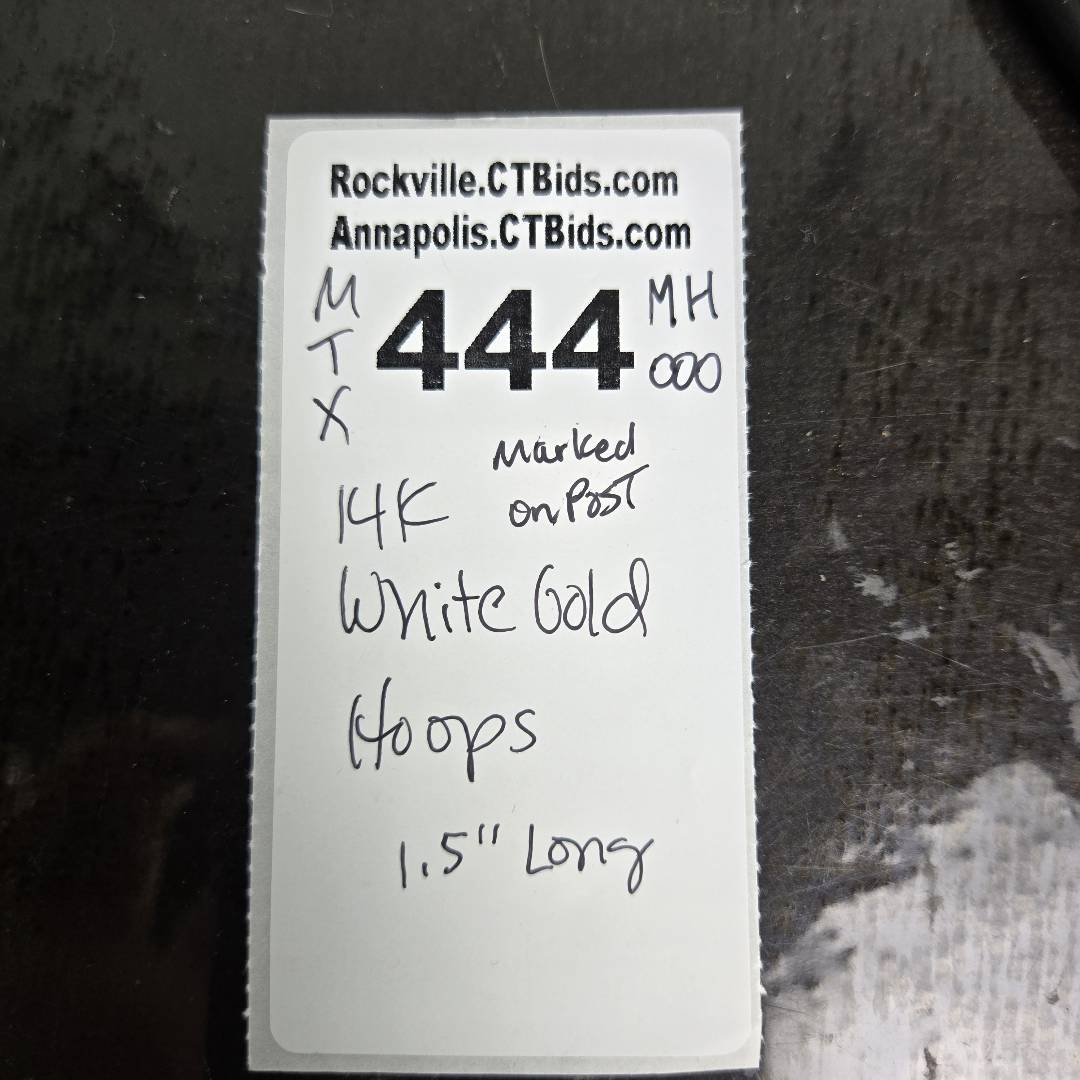 Rockville.CTBids.com
Annapolis.CTBids.com
M
T
X
444
MH
000
Marked
on Post
14K
White Gold
Hoops
1.5" Long